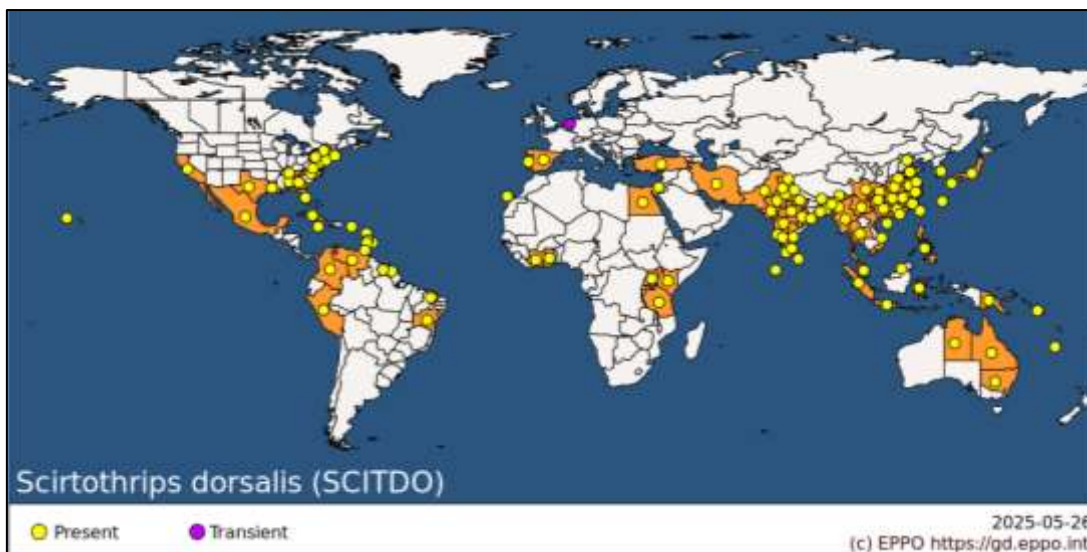 Scirtothrips dorsalis (SCITDO)
Present
Transient
2025-05-26
(c) EPPO https://gd.eppo.int